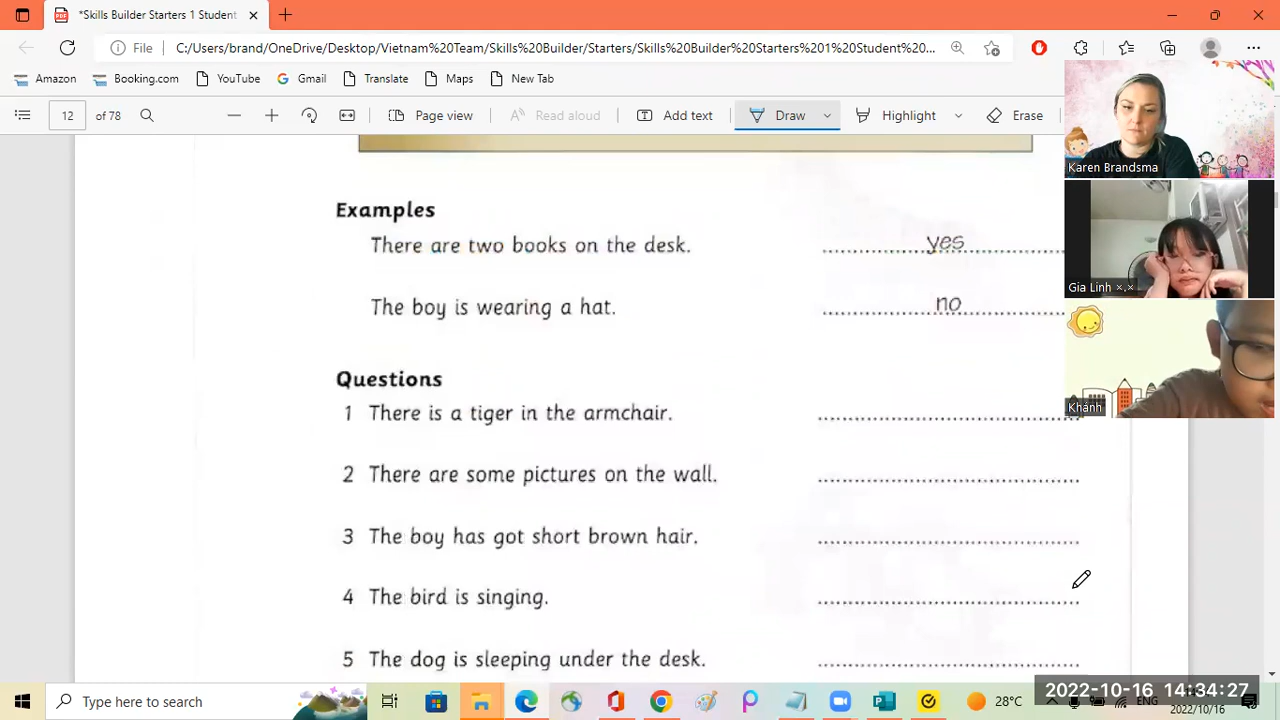 *Skills Builder Starters 1 Student
File C:/Users/brand/OneDrive/Desktop/Vietnam%20Team/Skills%20Builder/Starters/Skills%20Builder%20Starters%201%20Student%20...
Amazon Booking.com YouTube Gmail Translate Maps New Tab
12 of 78 Page view Read aloud Add text Draw Highlight Erase
Karen Brandsma
Gia Linh ×.×
Khánh
Examples
There are two books on the desk. yes
The boy is wearing a hat. no
Questions
1 There is a tiger in the armchair.
2 There are some pictures on the wall.
3 The boy has got short brown hair.
4 The bird is singing.
5 The dog is sleeping under the desk.
Type here to search
28°C
ENG
2022-10-16 14:34:27
2022/10/16